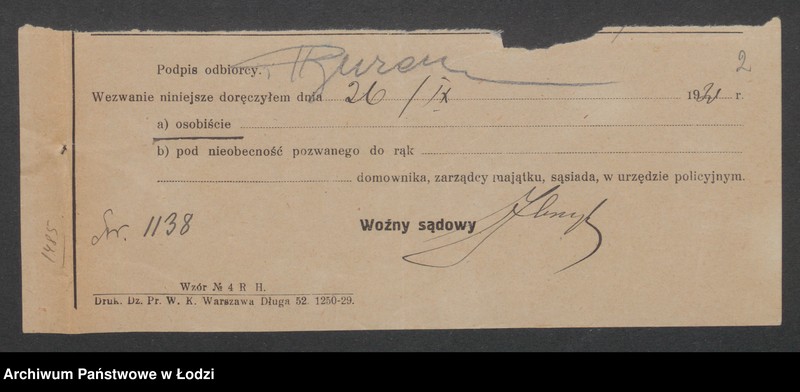 2
Podpis odbiorcy.
Wezwanie niniejsze doręczyłem dnia 26/IX 193 r.
a) osobiście
b) pod nieobecność pozwanego do rąk
domownika, zarządcy majątku, sąsiada, w urzędzie policyjnym.
Nr. 1138
Woźny sądowy
1485
Wzór № 4 R H.
Druk. Dz. Pr. W. K. Warszawa Długa 52. 1250-29.
Archiwum Państwowe w Łodzi